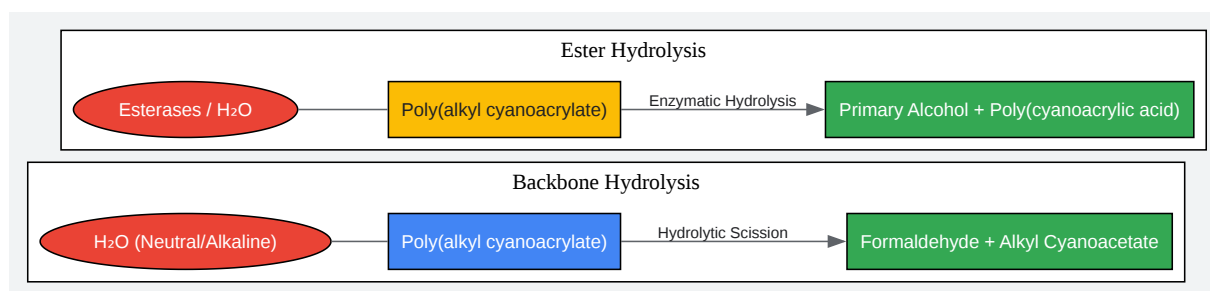 Ester Hydrolysis
Esterases / H₂O
Poly(alkyl cyanoacrylate)
Enzymatic Hydrolysis
Primary Alcohol + Poly(cyanoacrylic acid)
Backbone Hydrolysis
H₂O (Neutral/Alkaline)
Poly(alkyl cyanoacrylate)
Hydrolytic Scission
Formaldehyde + Alkyl Cyanoacetate